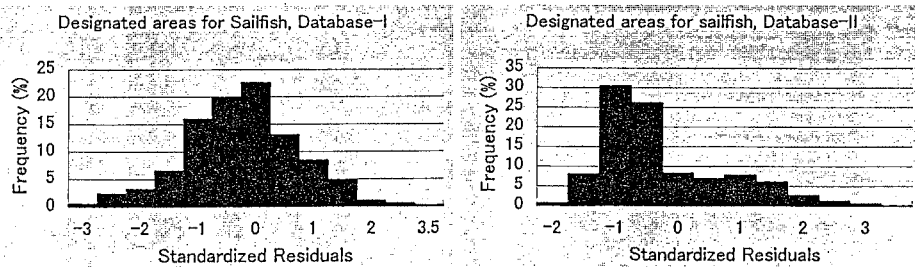 Designated areas for Sailfish, Database-I
Frequency (%)
25
20
15
10
5
0
-3 -2 -1 0 1 2 3.5
Standardized Residuals
Designated areas for sailfish, Database-II
Frequency (%)
35
30
25
20
15
10
5
0
-2 -1 0 1 2 3
Standardized Residuals